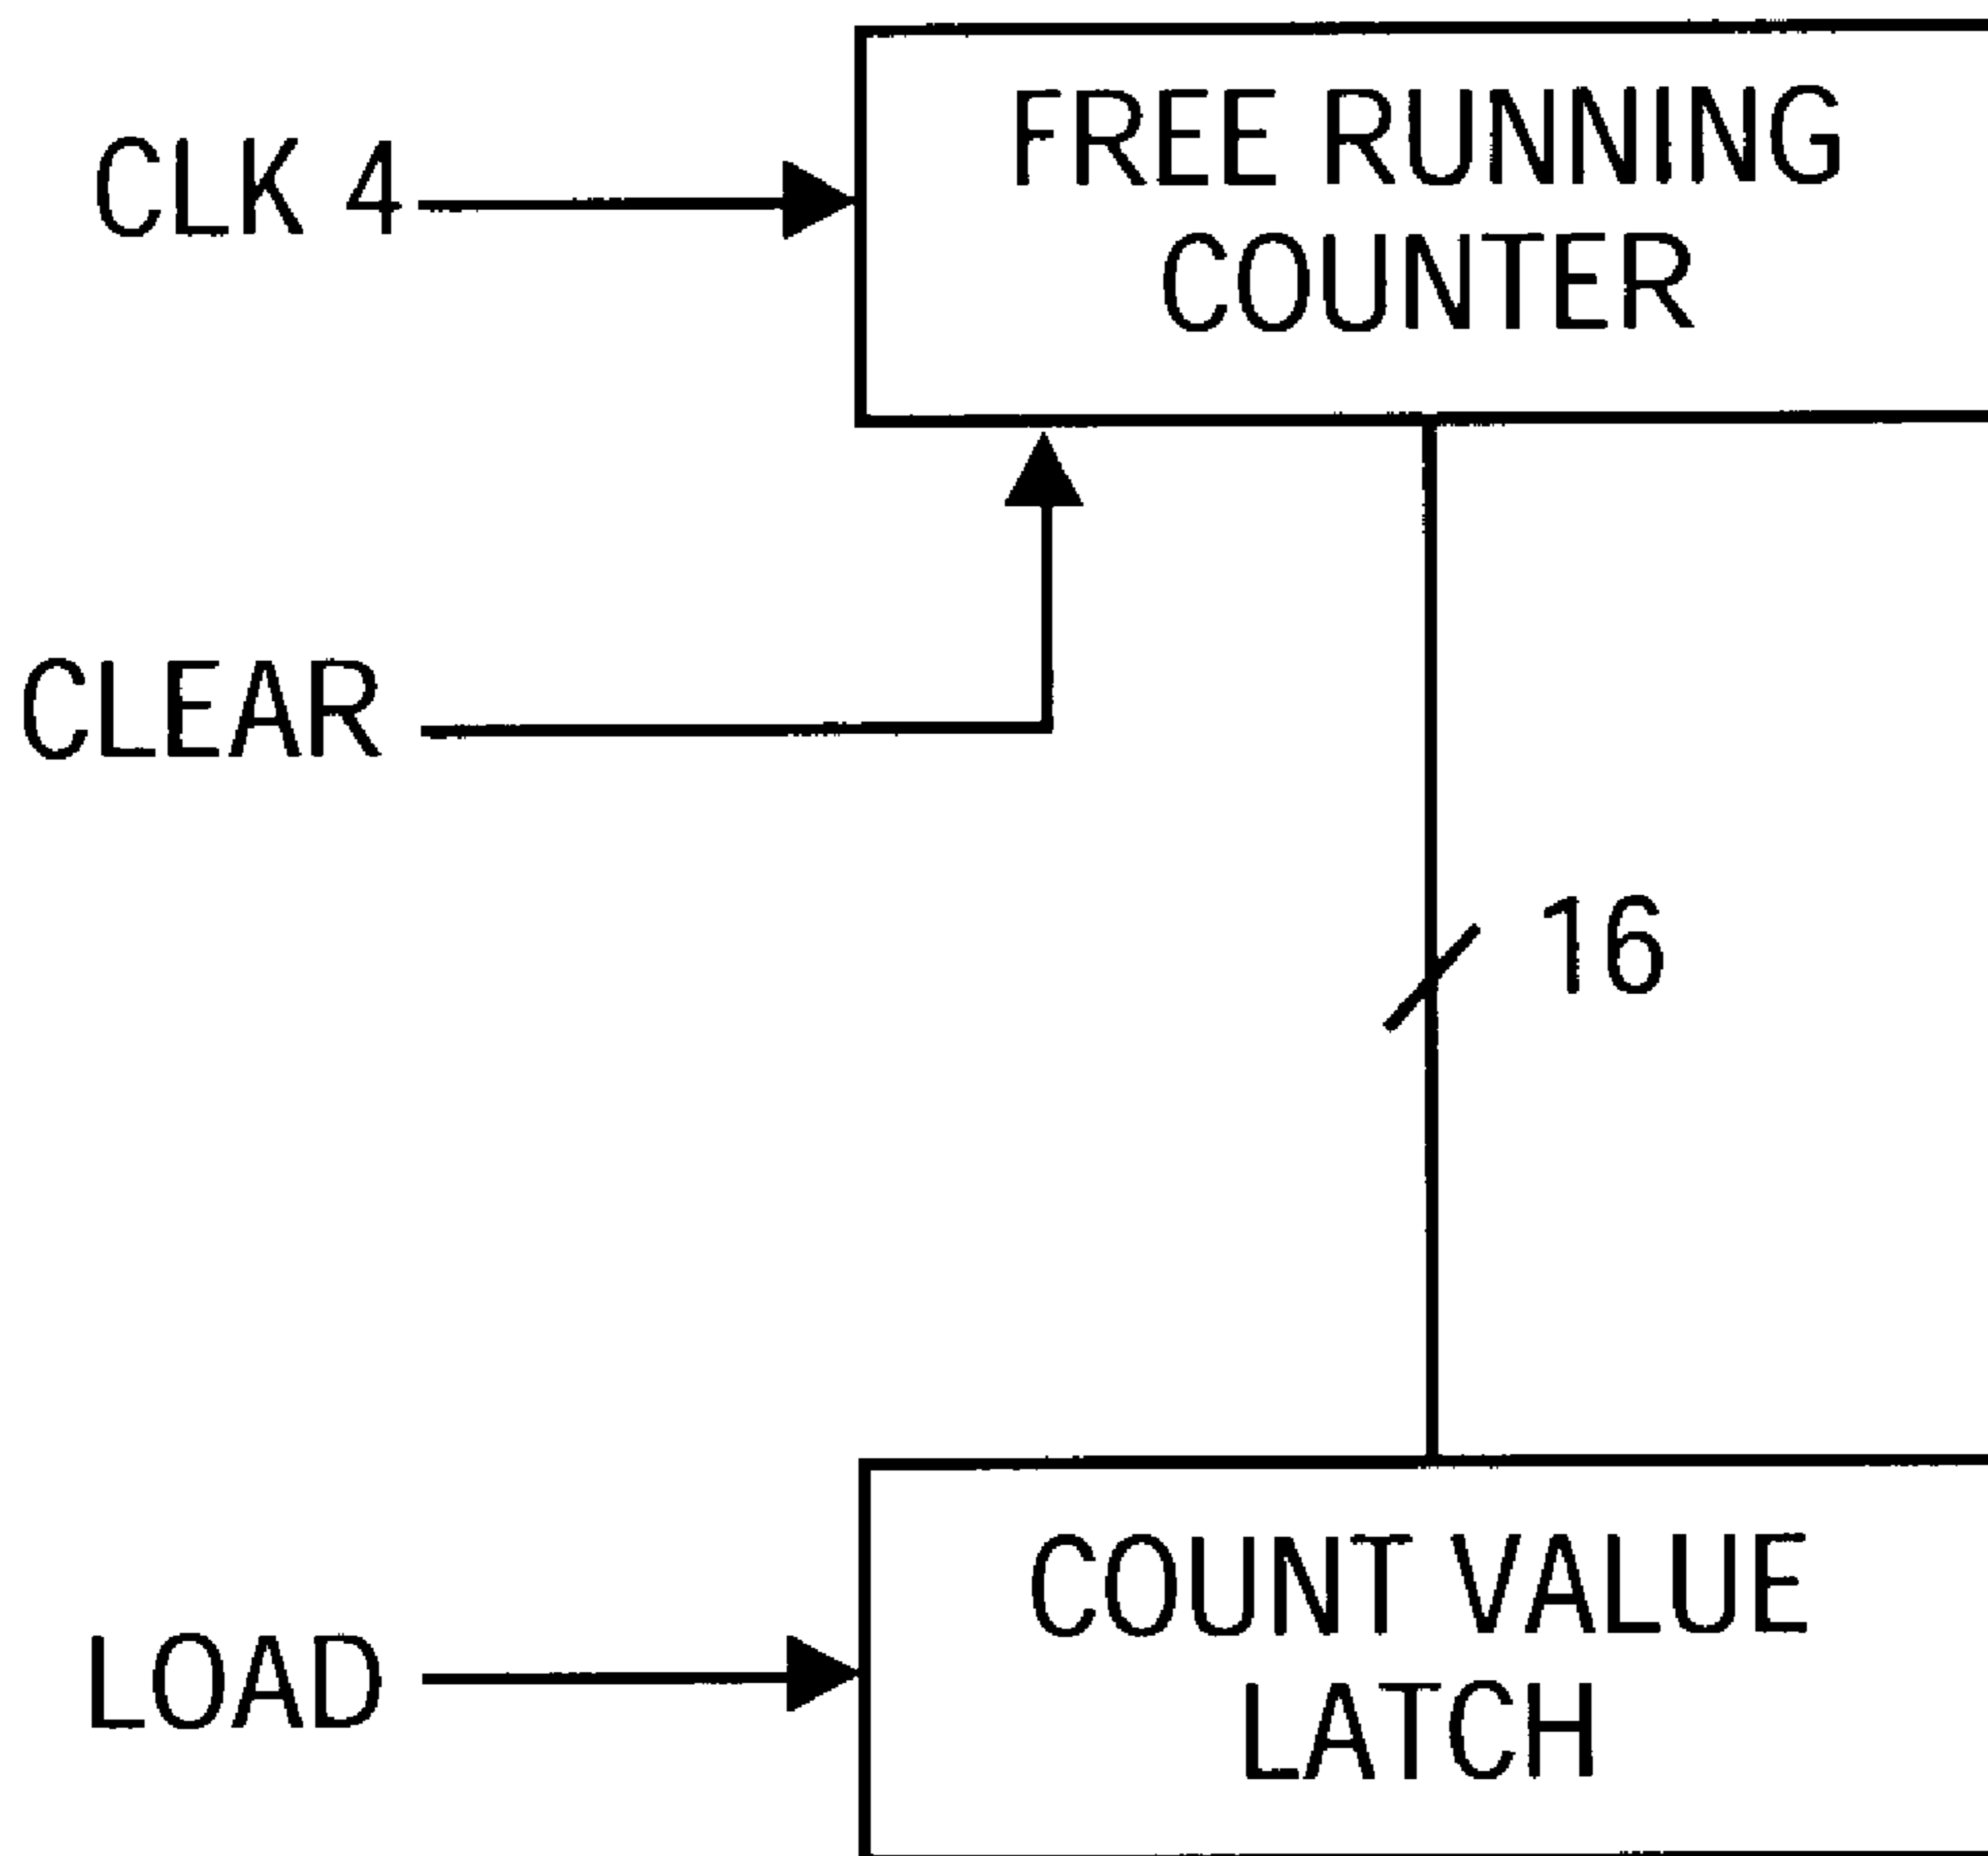 CLK 4
FREE RUNNING
COUNTER
CLEAR
16
COUNT VALUE
LATCH
LOAD